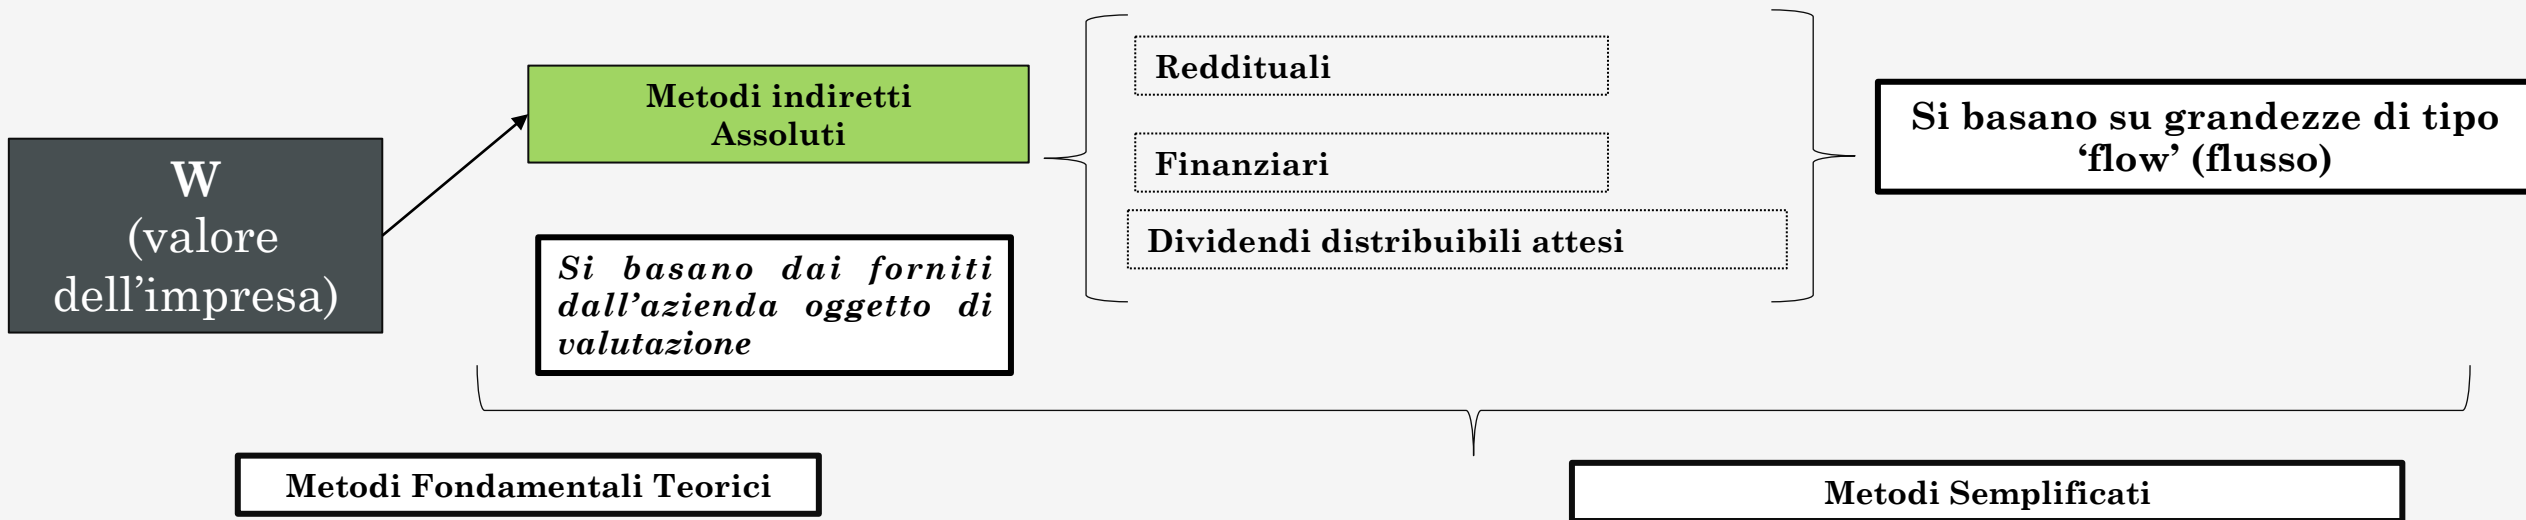 W
(valore
dell’impresa)
Metodi indiretti
Assoluti
Si basano dai forniti
dall’azienda oggetto di
valutazione
Reddituali
Finanziari
Dividendi distribuibili attesi
Si basano su grandezze di tipo
‘flow’ (flusso)
Metodi Fondamentali Teorici
Metodi Semplificati